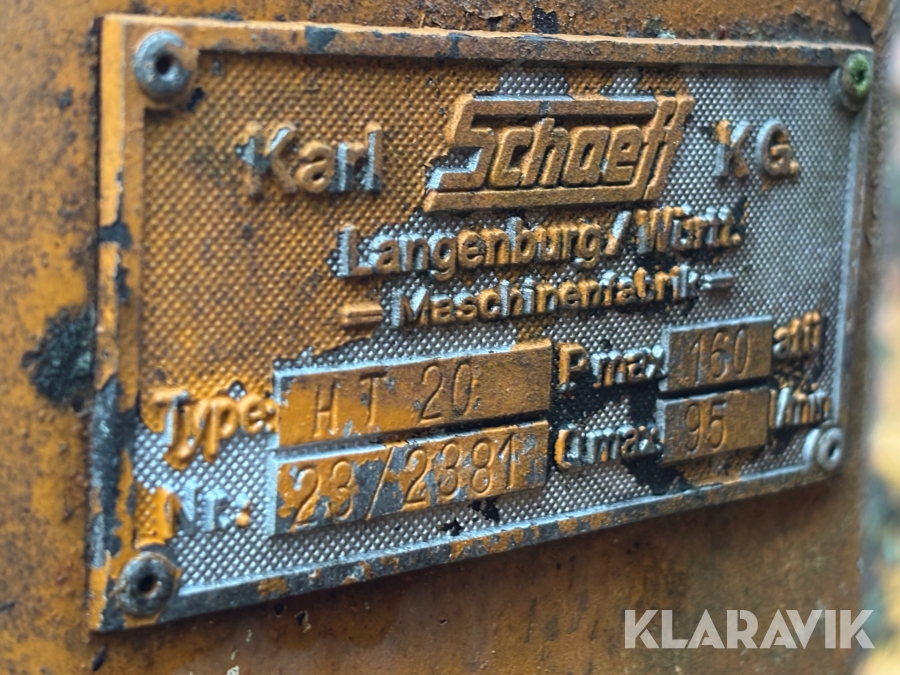 Karl Schaeff KG.
Langenburg/Württ.
= Maschinenfabrik =
Type: HT 20 P.max 160 atü
Nr.: 23/2381 Q.max 95 l/min
KLARAVIK